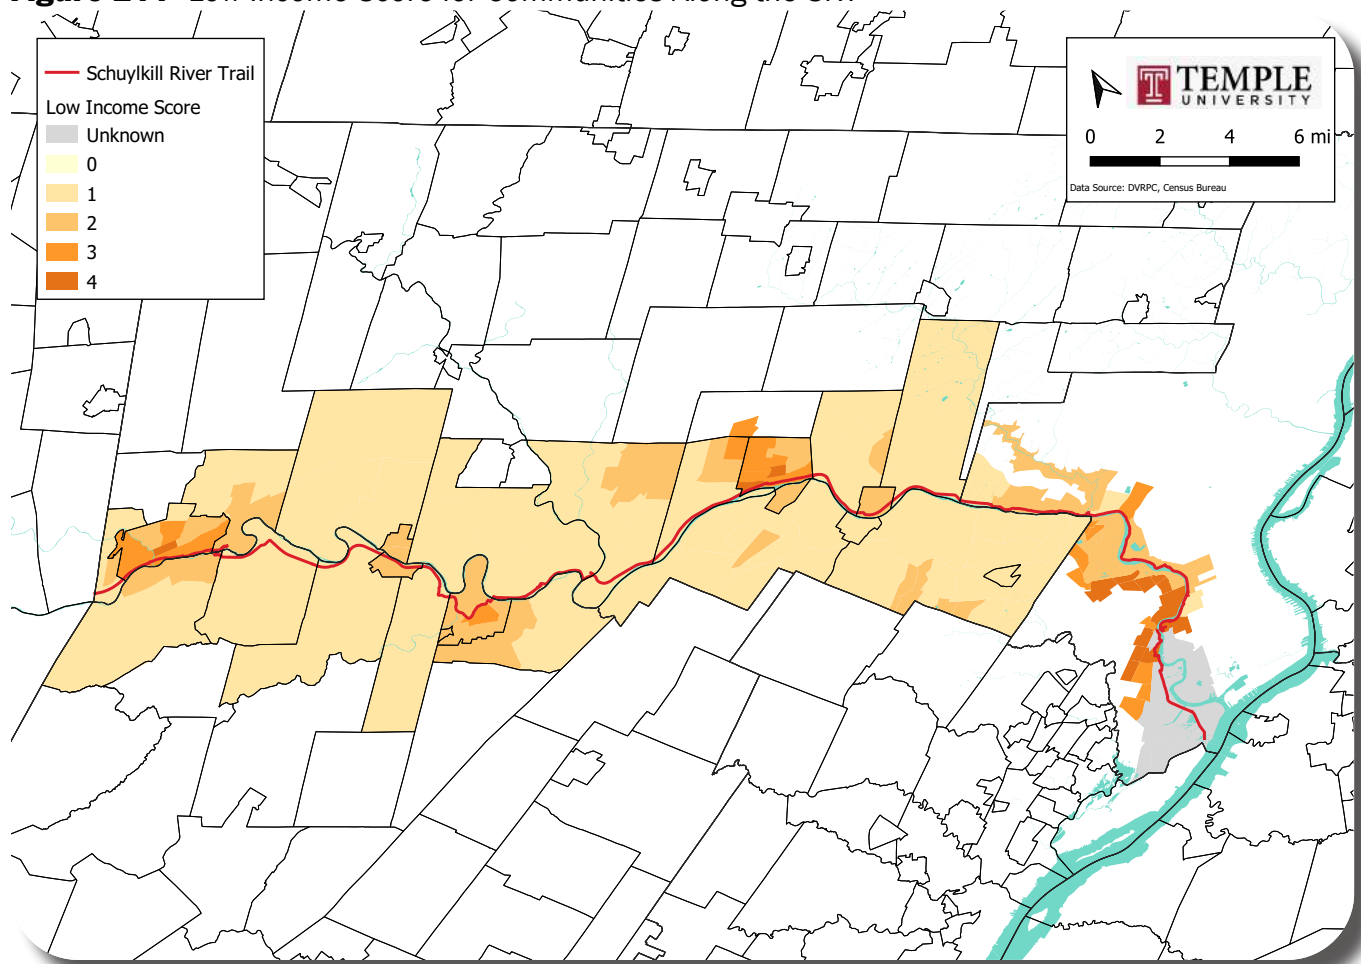 Schuylkill River Trail
Low Income Score
Unknown
0
1
2
3
4
TEMPLE
UNIVERSITY
0 2 4 6 mi
Data Source: DVRPC, Census Bureau